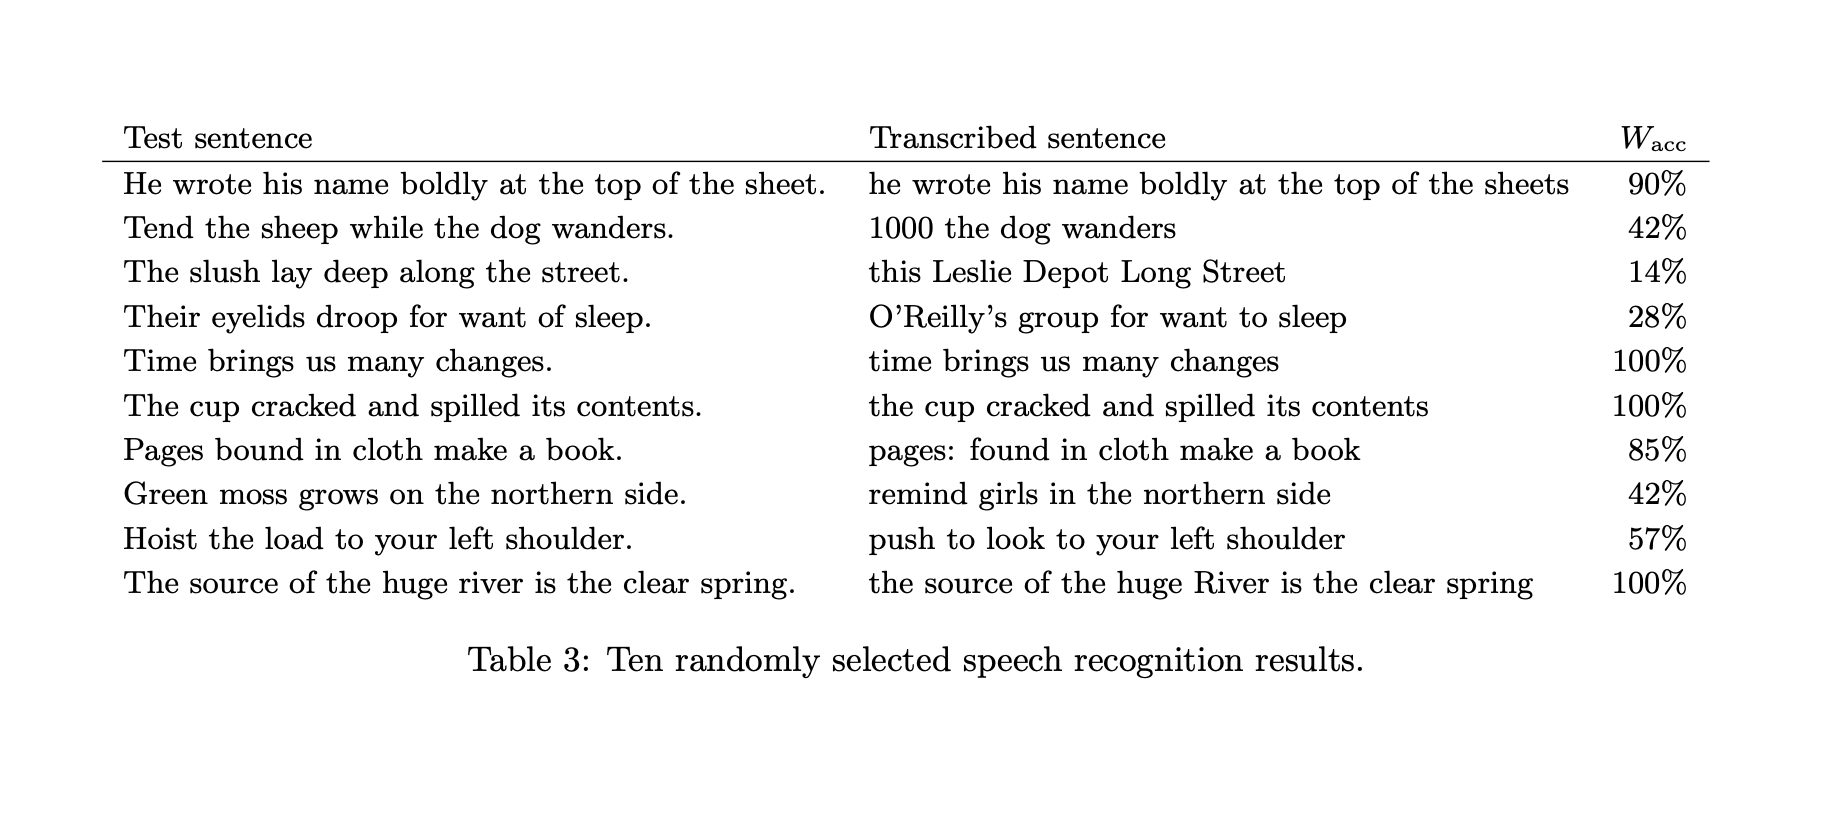 Test sentence Transcribed sentence Wacc
He wrote his name boldly at the top of the sheet. he wrote his name boldly at the top of the sheets 90%
Tend the sheep while the dog wanders. 1000 the dog wanders 42%
The slush lay deep along the street. this Leslie Depot Long Street 14%
Their eyelids droop for want of sleep. O’Reilly’s group for want to sleep 28%
Time brings us many changes. time brings us many changes 100%
The cup cracked and spilled its contents. the cup cracked and spilled its contents 100%
Pages bound in cloth make a book. pages: found in cloth make a book 85%
Green moss grows on the northern side. remind girls in the northern side 42%
Hoist the load to your left shoulder. push to look to your left shoulder 57%
The source of the huge river is the clear spring. the source of the huge River is the clear spring 100%
Table 3: Ten randomly selected speech recognition results.